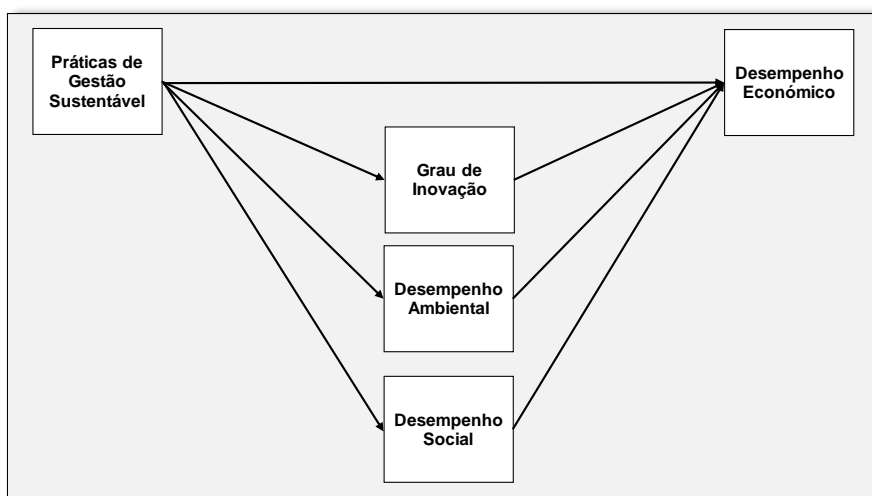 Práticas de
Gestão
Sustentável
Desempenho
Económico
Grau de
Inovação
Desempenho
Ambiental
Desempenho
Social